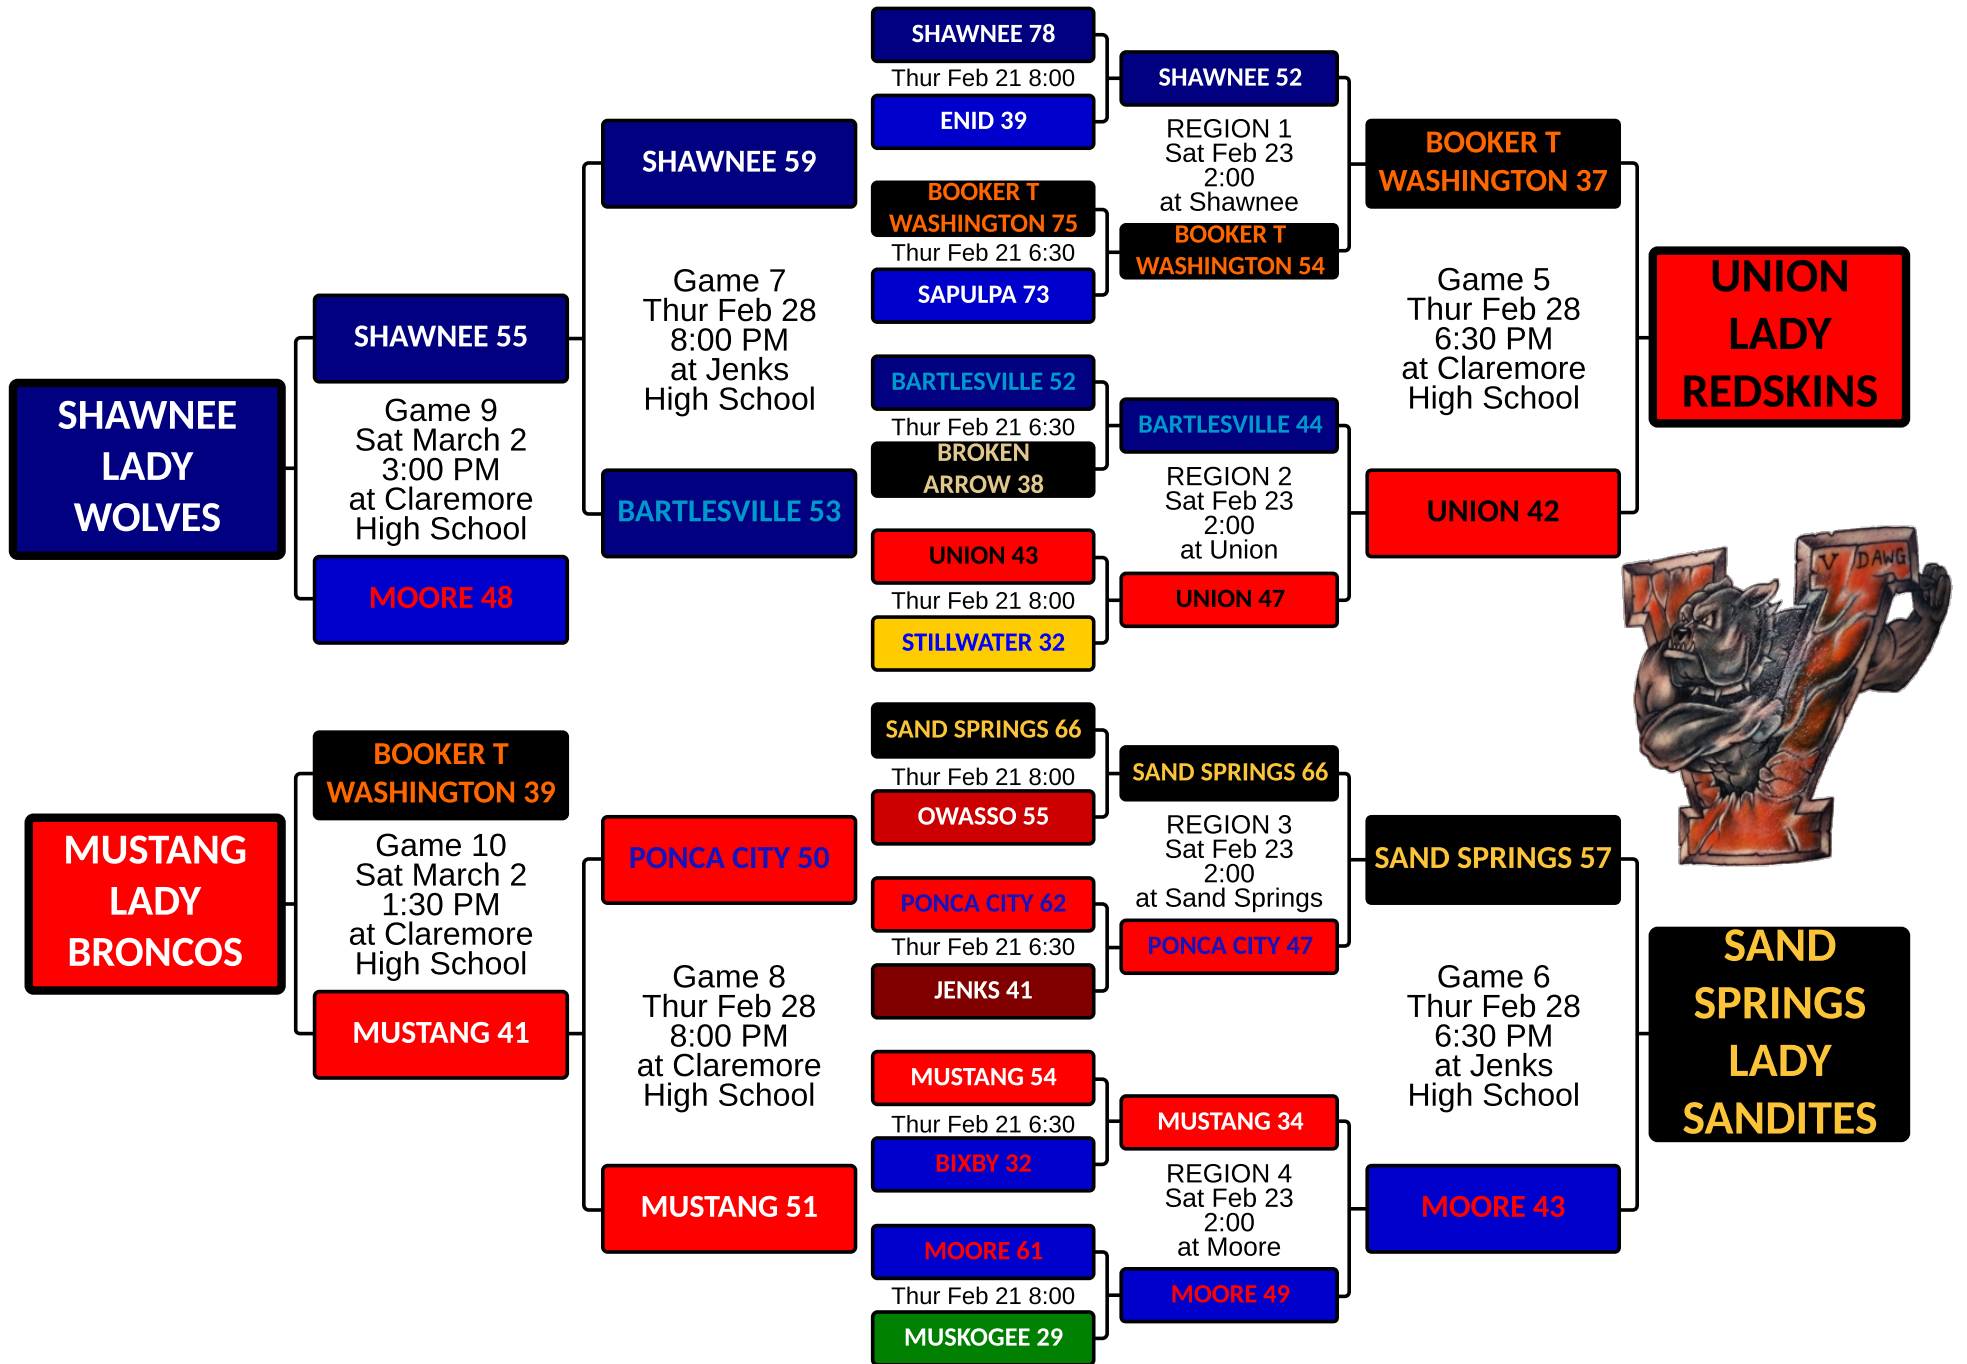 SHAWNEE 78
Thur Feb 21 8:00
ENID 39
BOOKER T
WASHINGTON 75
Thur Feb 21 6:30
SAPULPA 73
BARTLESVILLE 52
Thur Feb 21 6:30
BROKEN
ARROW 38
UNION 43
Thur Feb 21 8:00
STILLWATER 32
SAND SPRINGS 66
Thur Feb 21 8:00
OWASSO 55
PONCA CITY 62
Thur Feb 21 6:30
JENKS 41
MUSTANG 54
Thur Feb 21 6:30
BIXBY 32
MOORE 61
Thur Feb 21 8:00
MUSKOGEE 29
SHAWNEE 52
REGION 1
Sat Feb 23
2:00
at Shawnee
BOOKER T
WASHINGTON 54
BARTLESVILLE 44
REGION 2
Sat Feb 23
2:00
at Union
UNION 47
SAND SPRINGS 66
REGION 3
Sat Feb 23
2:00
at Sand Springs
PONCA CITY 47
MUSTANG 34
REGION 4
Sat Feb 23
2:00
at Moore
MOORE 49
BOOKER T
WASHINGTON 37
Game 5
Thur Feb 28
6:30 PM
at Claremore
High School
UNION 42
SAND SPRINGS 57
Game 6
Thur Feb 28
6:30 PM
at Jenks
High School
MOORE 43
UNION
LADY
REDSKINS
V DAWG
SAND
SPRINGS
LADY
SANDITES
SHAWNEE 59
Game 7
Thur Feb 28
8:00 PM
at Jenks
High School
BARTLESVILLE 53
PONCA CITY 50
Game 8
Thur Feb 28
8:00 PM
at Claremore
High School
MUSTANG 51
SHAWNEE 55
Game 9
Sat March 2
3:00 PM
at Claremore
High School
MOORE 48
BOOKER T
WASHINGTON 39
Game 10
Sat March 2
1:30 PM
at Claremore
High School
MUSTANG 41
SHAWNEE
LADY
WOLVES
MUSTANG
LADY
BRONCOS